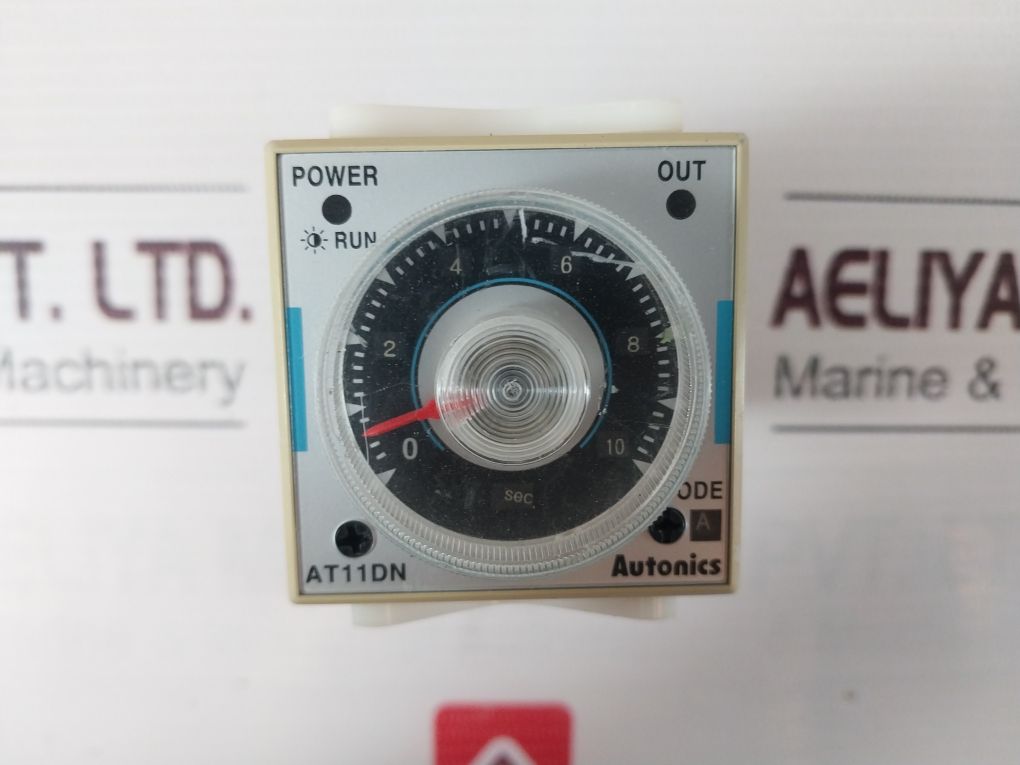 POWER
OUT
RUN
4
6
2
8
0
10
sec
ODE
A
AT11DN
Autonics
T. LTD.
Machinery
AELIYA
Marine &